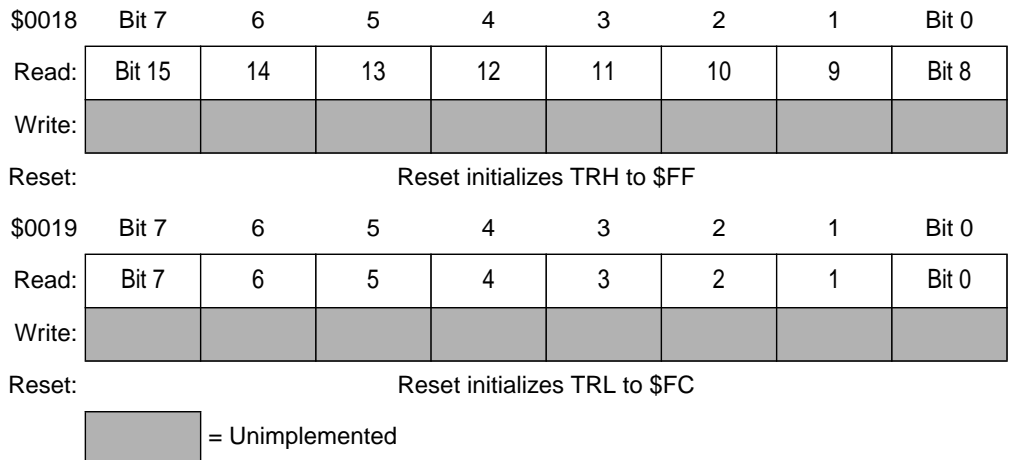 $0018 Bit 7 6 5 4 3 2 1 Bit 0
Read: Bit 15 14 13 12 11 10 9 Bit 8
Write:
Reset: Reset initializes TRH to $FF
$0019 Bit 7 6 5 4 3 2 1 Bit 0
Read: Bit 7 6 5 4 3 2 1 Bit 0
Write:
Reset: Reset initializes TRL to $FC
= Unimplemented